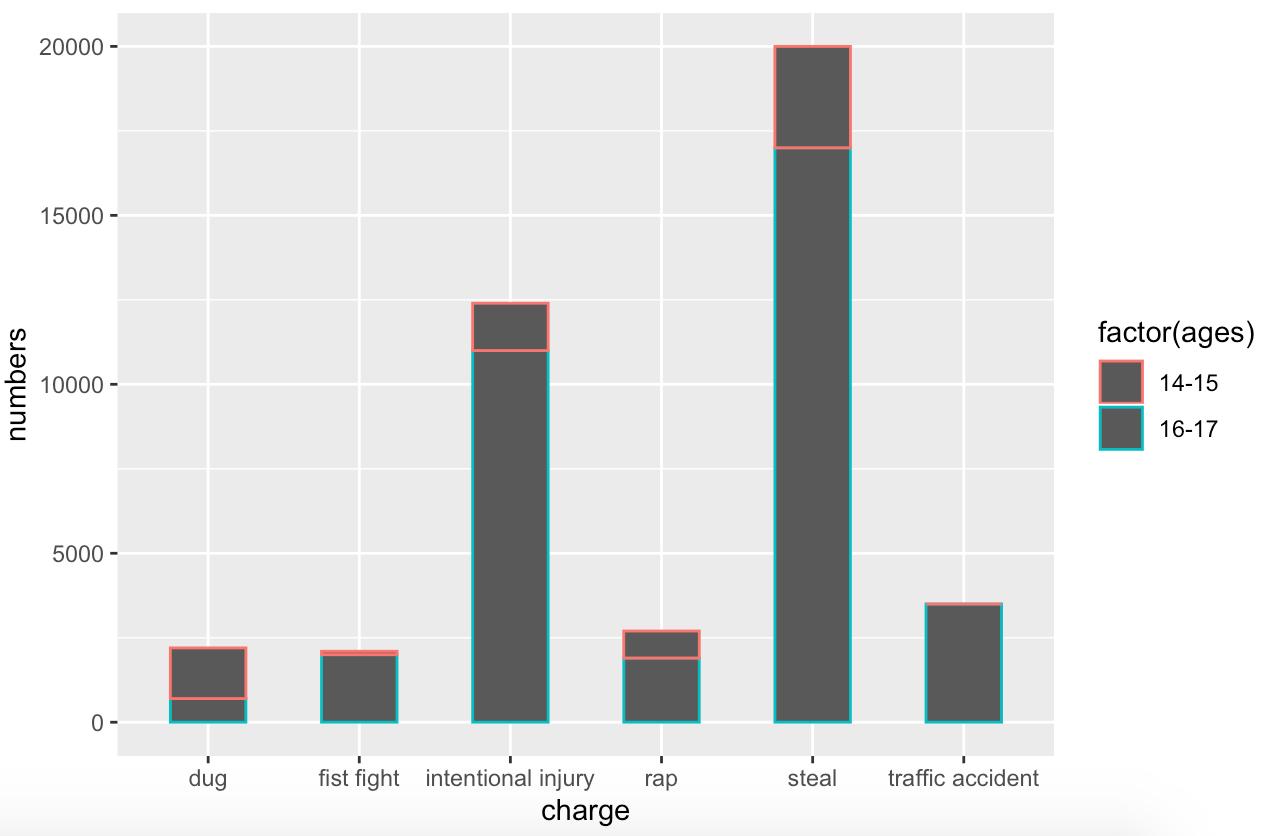 20000
15000
10000
5000
0
numbers
dug fist fight intentional injury rap steal traffic accident
charge
factor(ages)
14-15
16-17